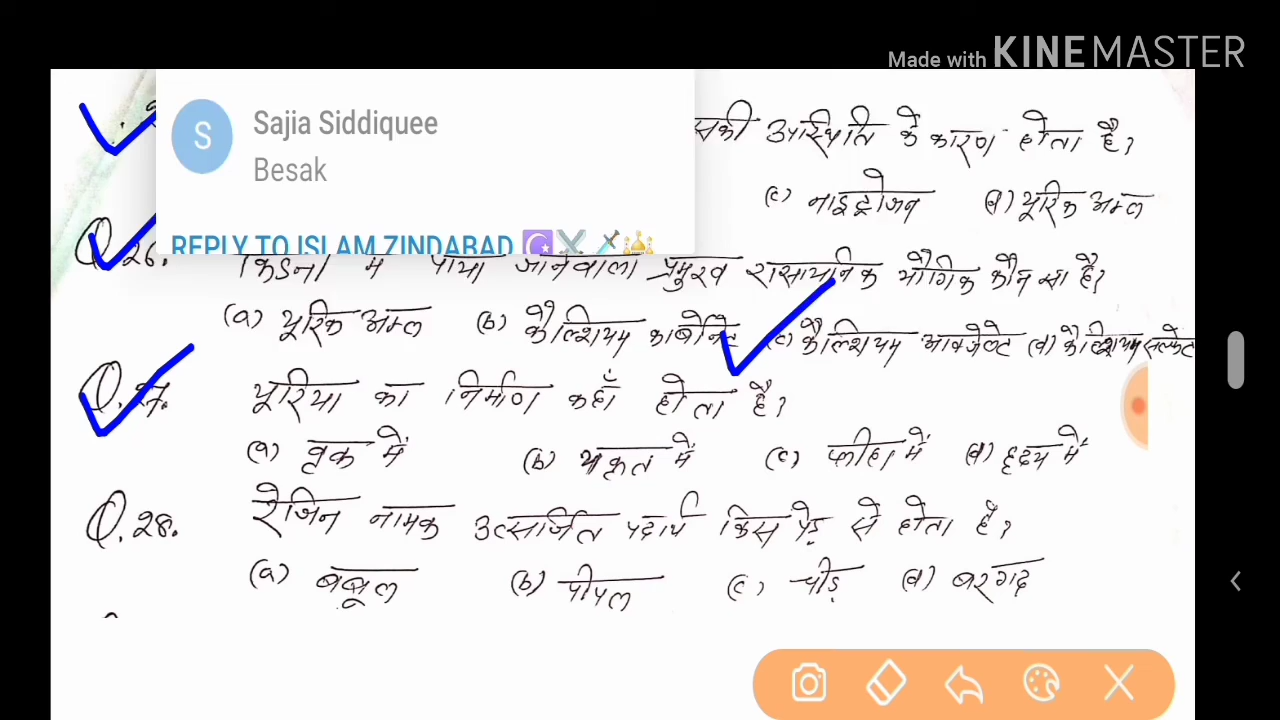 Made with KINEMASTER
Sajia Siddiquee
Besak
REPLY TO ISLAM ZINDABAD ☪️⚔️🗡️🕌
उपस्थिति के कारण होता है?
(c) नाइट्रोजन (d) यूरिक अम्ल
Q.26. किडनी में पाया जानेवाला प्रमुख रासायनिक यौगिक कौन सा है?
(a) यूरिक अम्ल (b) कैल्शियम कार्बोनेट (c) कैल्शियम आक्जेलेट (d) कैल्शियम सल्फेट
Q.27. यूरिया का निर्माण कहाँ होता है?
(a) वृक में (b) यकृत में (c) प्लीहा में (d) हृदय में
Q.28. रेजिन नामक उत्सर्जित पदार्थ किस पेड़ से होता है?
(a) बबूल (b) पीपल (c) चीड़ (d) बरगद